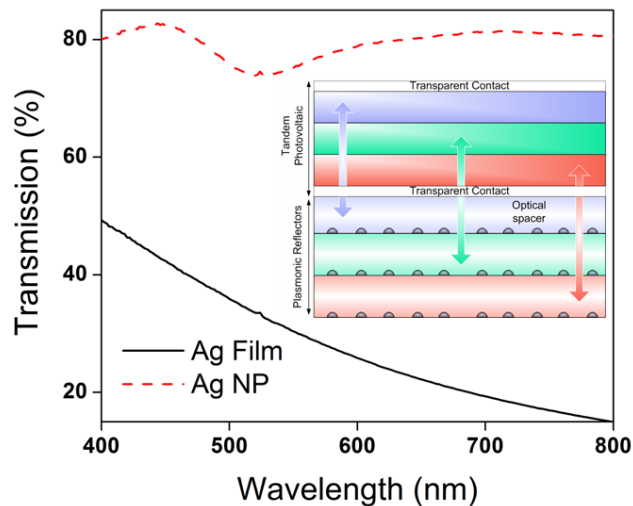 80
60
40
20
400
500
600
700
800
Transmission (%)
Wavelength (nm)
Ag Film
Ag NP
Transparent Contact
Tandem
Photovoltaic
Transparent Contact
Optical
spacer
Plasmonic Reflectors